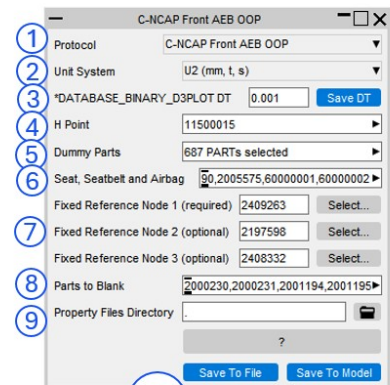 C-NCAP Front AEB OOP
1 Protocol C-NCAP Front AEB OOP
2 Unit System U2 (mm, t, s)
3 *DATABASE_BINARY_D3PLOT DT 0.001 Save DT
4 H Point 11500015
5 Dummy Parts 687 PARTs selected
6 Seat, Seatbelt and Airbag 90,2005575,60000001,60000002
Fixed Reference Node 1 (required) 2409263 Select...
7 Fixed Reference Node 2 (optional) 2197598 Select...
Fixed Reference Node 3 (optional) 2408332 Select...
8 Parts to Blank 2000230,2000231,2001194,2001195
9 Property Files Directory .
?
Save To File Save To Model